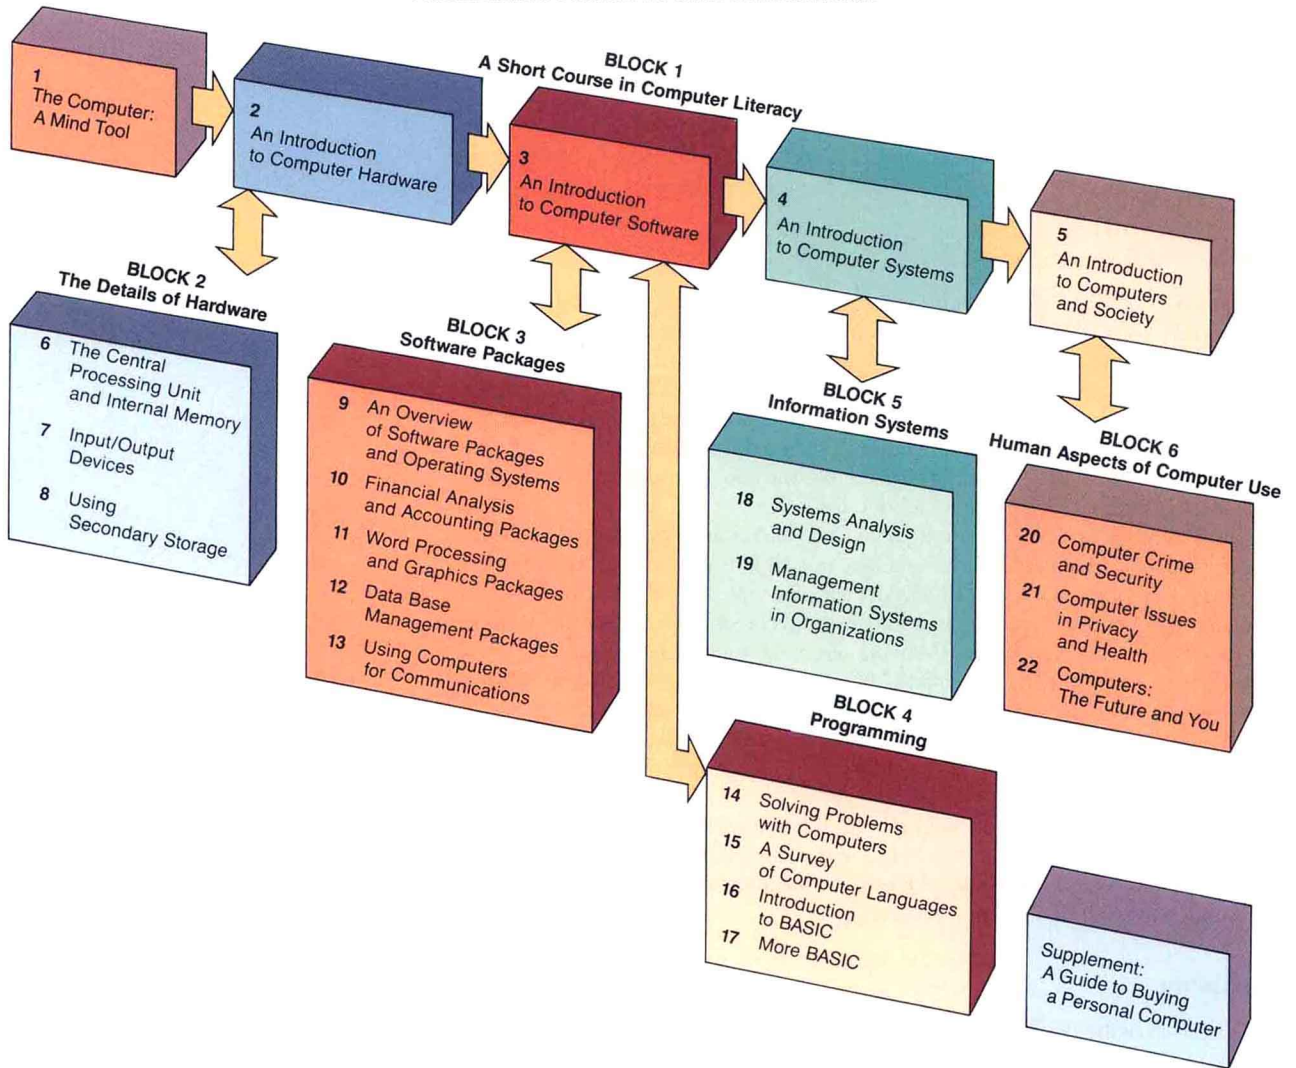 BLOCK 1
A Short Course in Computer Literacy
1
The Computer:
A Mind Tool
2
An Introduction
to Computer Hardware
3
An Introduction
to Computer Software
4
An Introduction
to Computer Systems
5
An Introduction
to Computers
and Society
BLOCK 2
The Details of Hardware
6 The Central
Processing Unit
and Internal Memory
7 Input/Output
Devices
8 Using
Secondary Storage
BLOCK 3
Software Packages
9 An Overview
of Software Packages
and Operating Systems
10 Financial Analysis
and Accounting Packages
11 Word Processing
and Graphics Packages
12 Data Base
Management Packages
13 Using Computers
for Communications
BLOCK 5
Information Systems
18 Systems Analysis
and Design
19 Management
Information Systems
in Organizations
BLOCK 6
Human Aspects of Computer Use
20 Computer Crime
and Security
21 Computer Issues
in Privacy
and Health
22 Computers:
The Future and You
BLOCK 4
Programming
14 Solving Problems
with Computers
15 A Survey
of Computer Languages
16 Introduction
to BASIC
17 More BASIC
Supplement:
A Guide to Buying
a Personal Computer